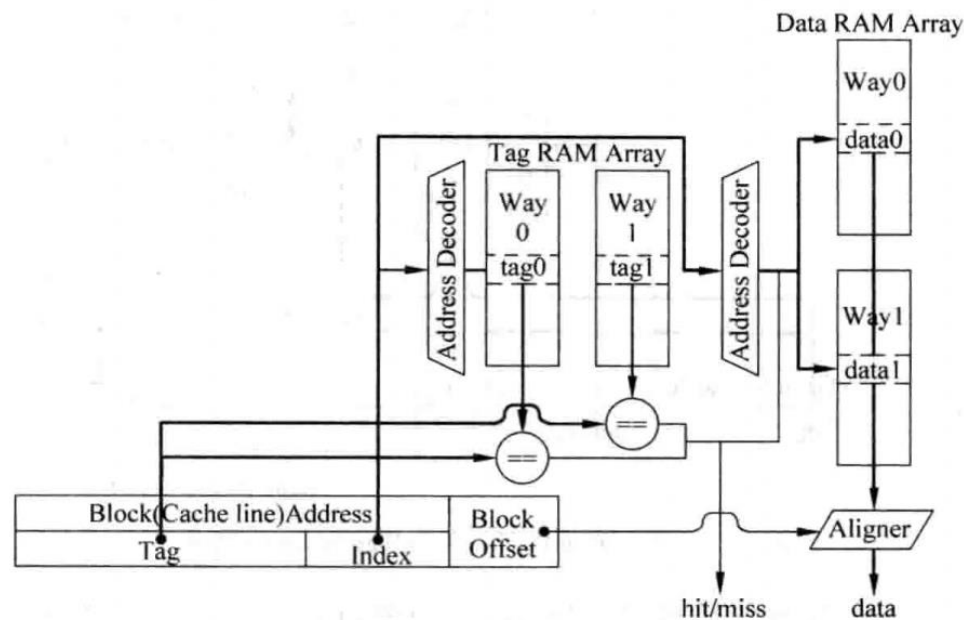 Data RAM Array
Way0
data0
Tag RAM Array
Address Decoder
Way
0
tag0
Way
1
tag1
Address Decoder
Way1
data1
==
==
Block(Cache line)Address
Tag
Index
Block
Offset
Aligner
hit/miss
data